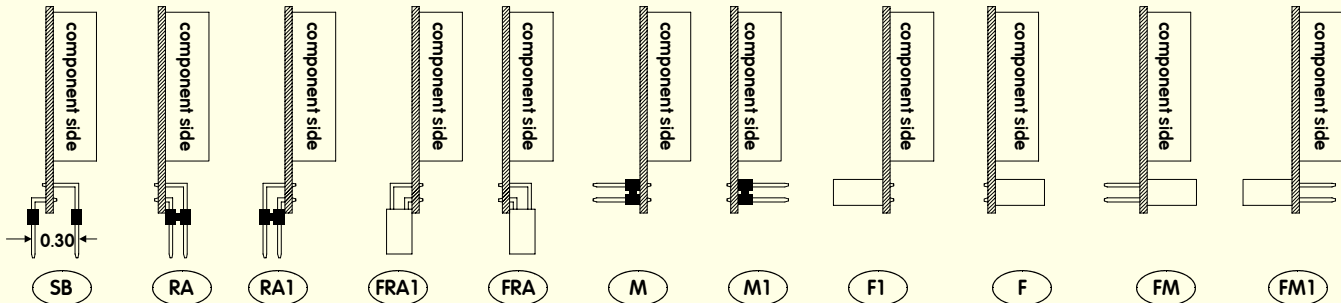 component side
component side
component side
component side
component side
component side
component side
component side
component side
component side
component side
0.30
SB
RA
RA1
FRA1
FRA
M
M1
F1
F
FM
FM1